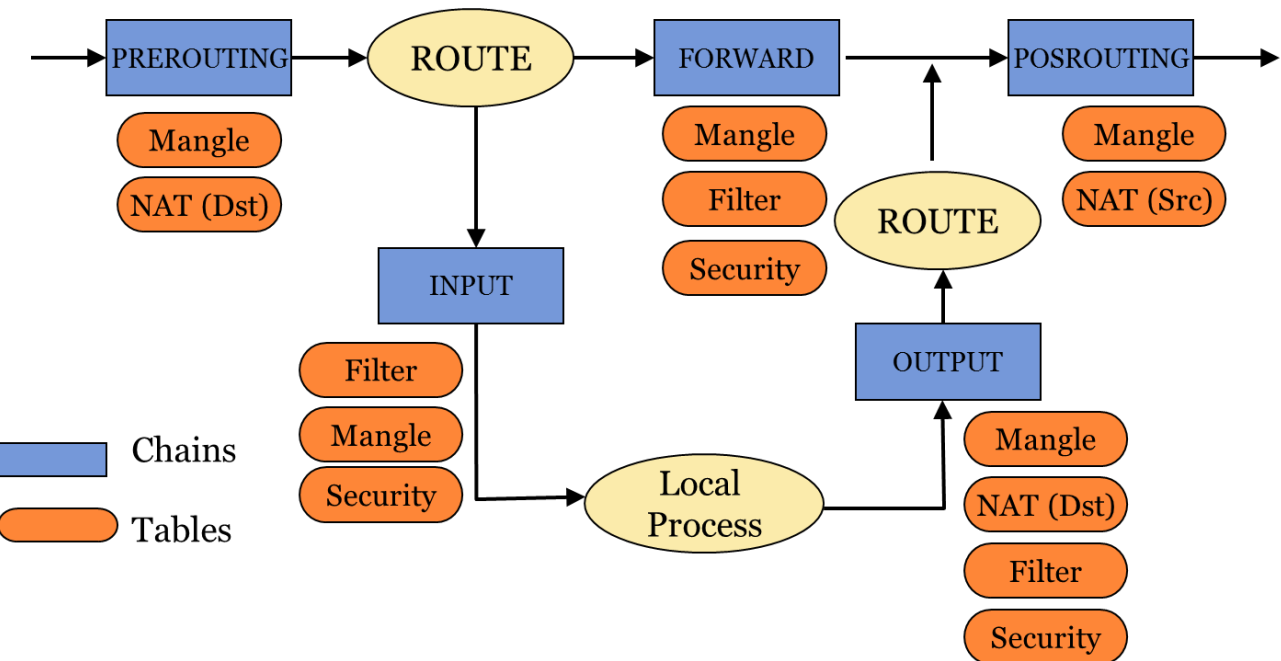 PREROUTING
ROUTE
FORWARD
POSROUTING
Mangle
NAT (Dst)
Mangle
Filter
Security
Mangle
NAT (Src)
ROUTE
INPUT
OUTPUT
Filter
Mangle
Security
Local
Process
Mangle
NAT (Dst)
Filter
Security
Chains
Tables